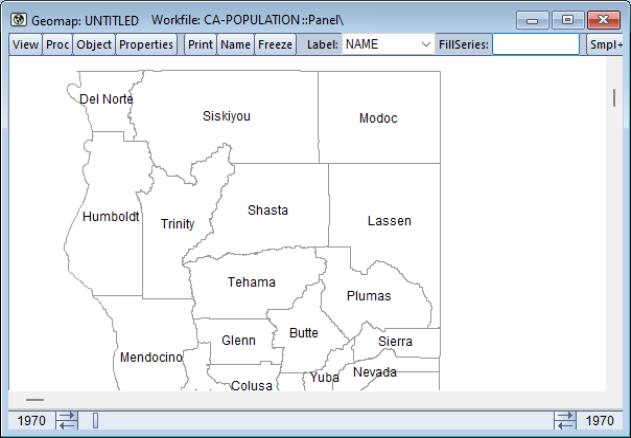 Geomap: UNTITLED Workfile: CA-POPULATION::Panel\
View Proc Object Properties Print Name Freeze Label: NAME FillSeries: Smpl+
Del Norte
Siskiyou
Modoc
Humboldt
Trinity
Shasta
Lassen
Tehama
Plumas
Glenn
Butte
Sierra
Mendocino
Colusa
Yuba
Nevada
1970 1970